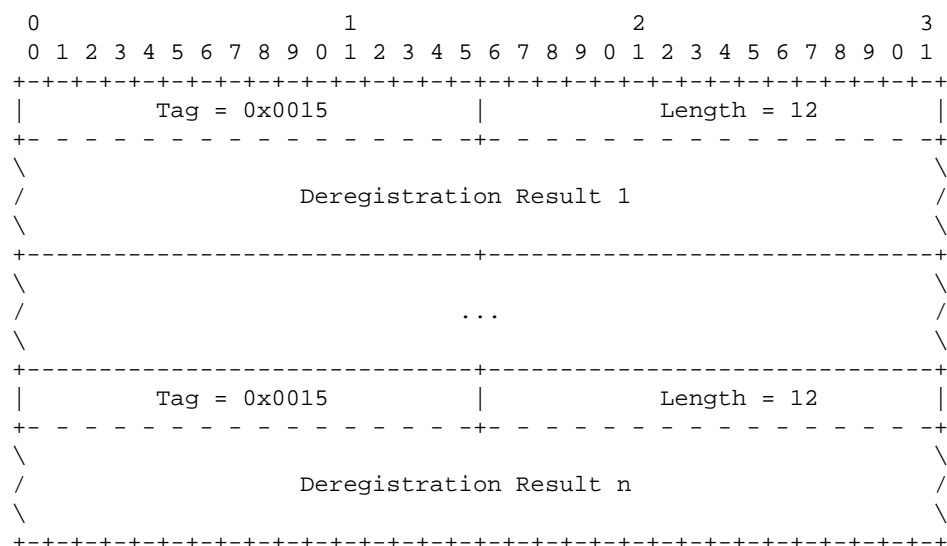 0                   1                   2                   3
 0 1 2 3 4 5 6 7 8 9 0 1 2 3 4 5 6 7 8 9 0 1 2 3 4 5 6 7 8 9 0 1
+-+-+-+-+-+-+-+-+-+-+-+-+-+-+-+-+-+-+-+-+-+-+-+-+-+-+-+-+-+-+-+-+
|         Tag = 0x0015          |            Length = 12        |
+- - - - - - - - - - - - - - - -+- - - - - - - - - - - - - - - -+
\                                                               \
/                   Deregistration Result 1                     /
\                                                               \
+-------------------------------+-------------------------------+
\                                                               \
/                              ...                              /
\                                                               \
+-------------------------------+-------------------------------+
|         Tag = 0x0015          |            Length = 12        |
+- - - - - - - - - - - - - - - -+- - - - - - - - - - - - - - - -+
\                                                               \
/                   Deregistration Result n                     /
\                                                               \
+-+-+-+-+-+-+-+-+-+-+-+-+-+-+-+-+-+-+-+-+-+-+-+-+-+-+-+-+-+-+-+-+